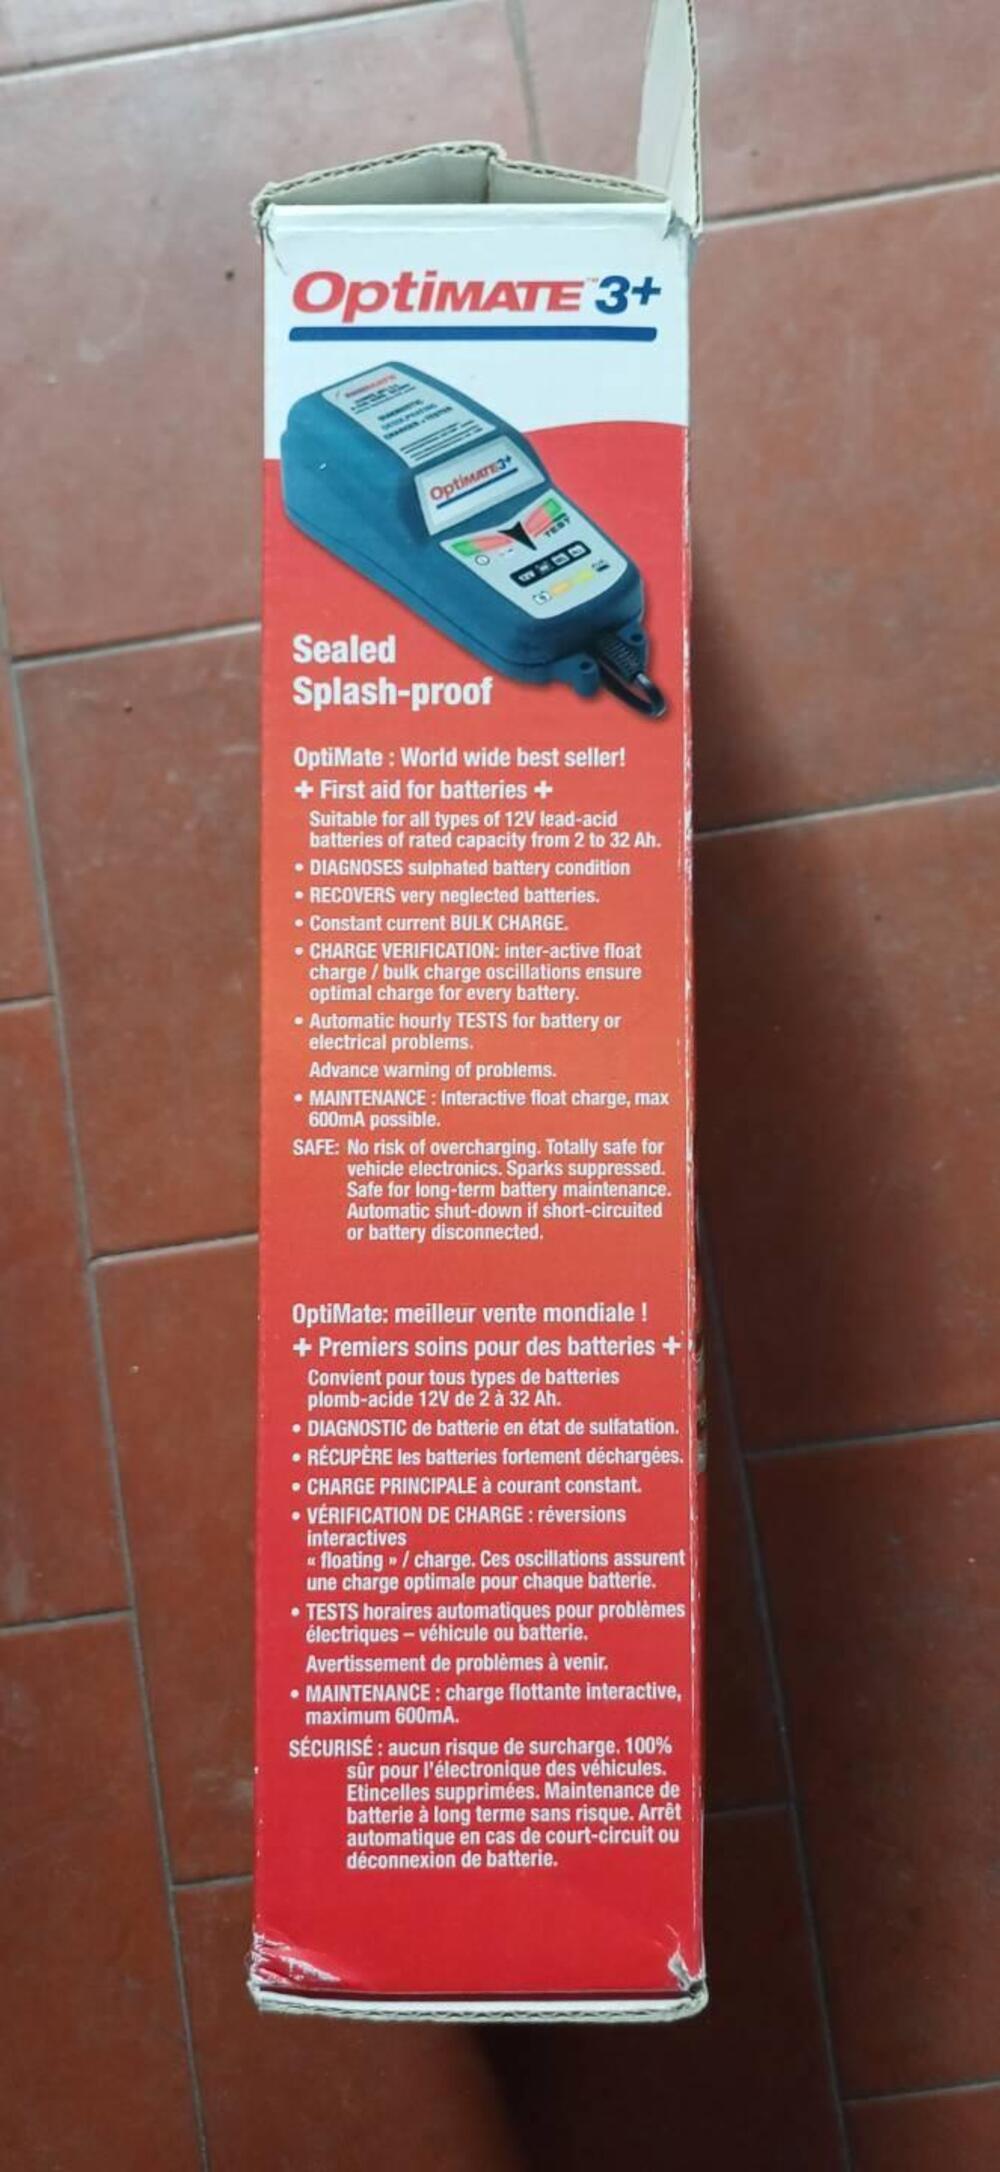 OptiMATE™ 3+
OptiMATE 3+
TEST
12V
Sealed
Splash-proof
OptiMate : World wide best seller!
+ First aid for batteries +
Suitable for all types of 12V lead-acid
batteries of rated capacity from 2 to 32 Ah.
• DIAGNOSES sulphated battery condition
• RECOVERS very neglected batteries.
• Constant current BULK CHARGE.
• CHARGE VERIFICATION: inter-active float
charge / bulk charge oscillations ensure
optimal charge for every battery.
• Automatic hourly TESTS for battery or
electrical problems.
Advance warning of problems.
• MAINTENANCE : Interactive float charge, max
600mA possible.
SAFE: No risk of overcharging. Totally safe for
vehicle electronics. Sparks suppressed.
Safe for long-term battery maintenance.
Automatic shut-down if short-circuited
or battery disconnected.
OptiMate: meilleur vente mondiale !
+ Premiers soins pour des batteries +
Convient pour tous types de batteries
plomb-acide 12V de 2 à 32 Ah.
• DIAGNOSTIC de batterie en état de sulfatation.
• RÉCUPÈRE les batteries fortement déchargées.
• CHARGE PRINCIPALE à courant constant.
• VÉRIFICATION DE CHARGE : réversions
interactives
« floating » / charge. Ces oscillations assurent
une charge optimale pour chaque batterie.
• TESTS horaires automatiques pour problèmes
électriques – véhicule ou batterie.
Avertissement de problèmes à venir.
• MAINTENANCE : charge flottante interactive,
maximum 600mA.
SÉCURISÉ : aucun risque de surcharge. 100%
sûr pour l'électronique des véhicules.
Etincelles supprimées. Maintenance de
batterie à long terme sans risque. Arrêt
automatique en cas de court-circuit ou
déconnexion de batterie.